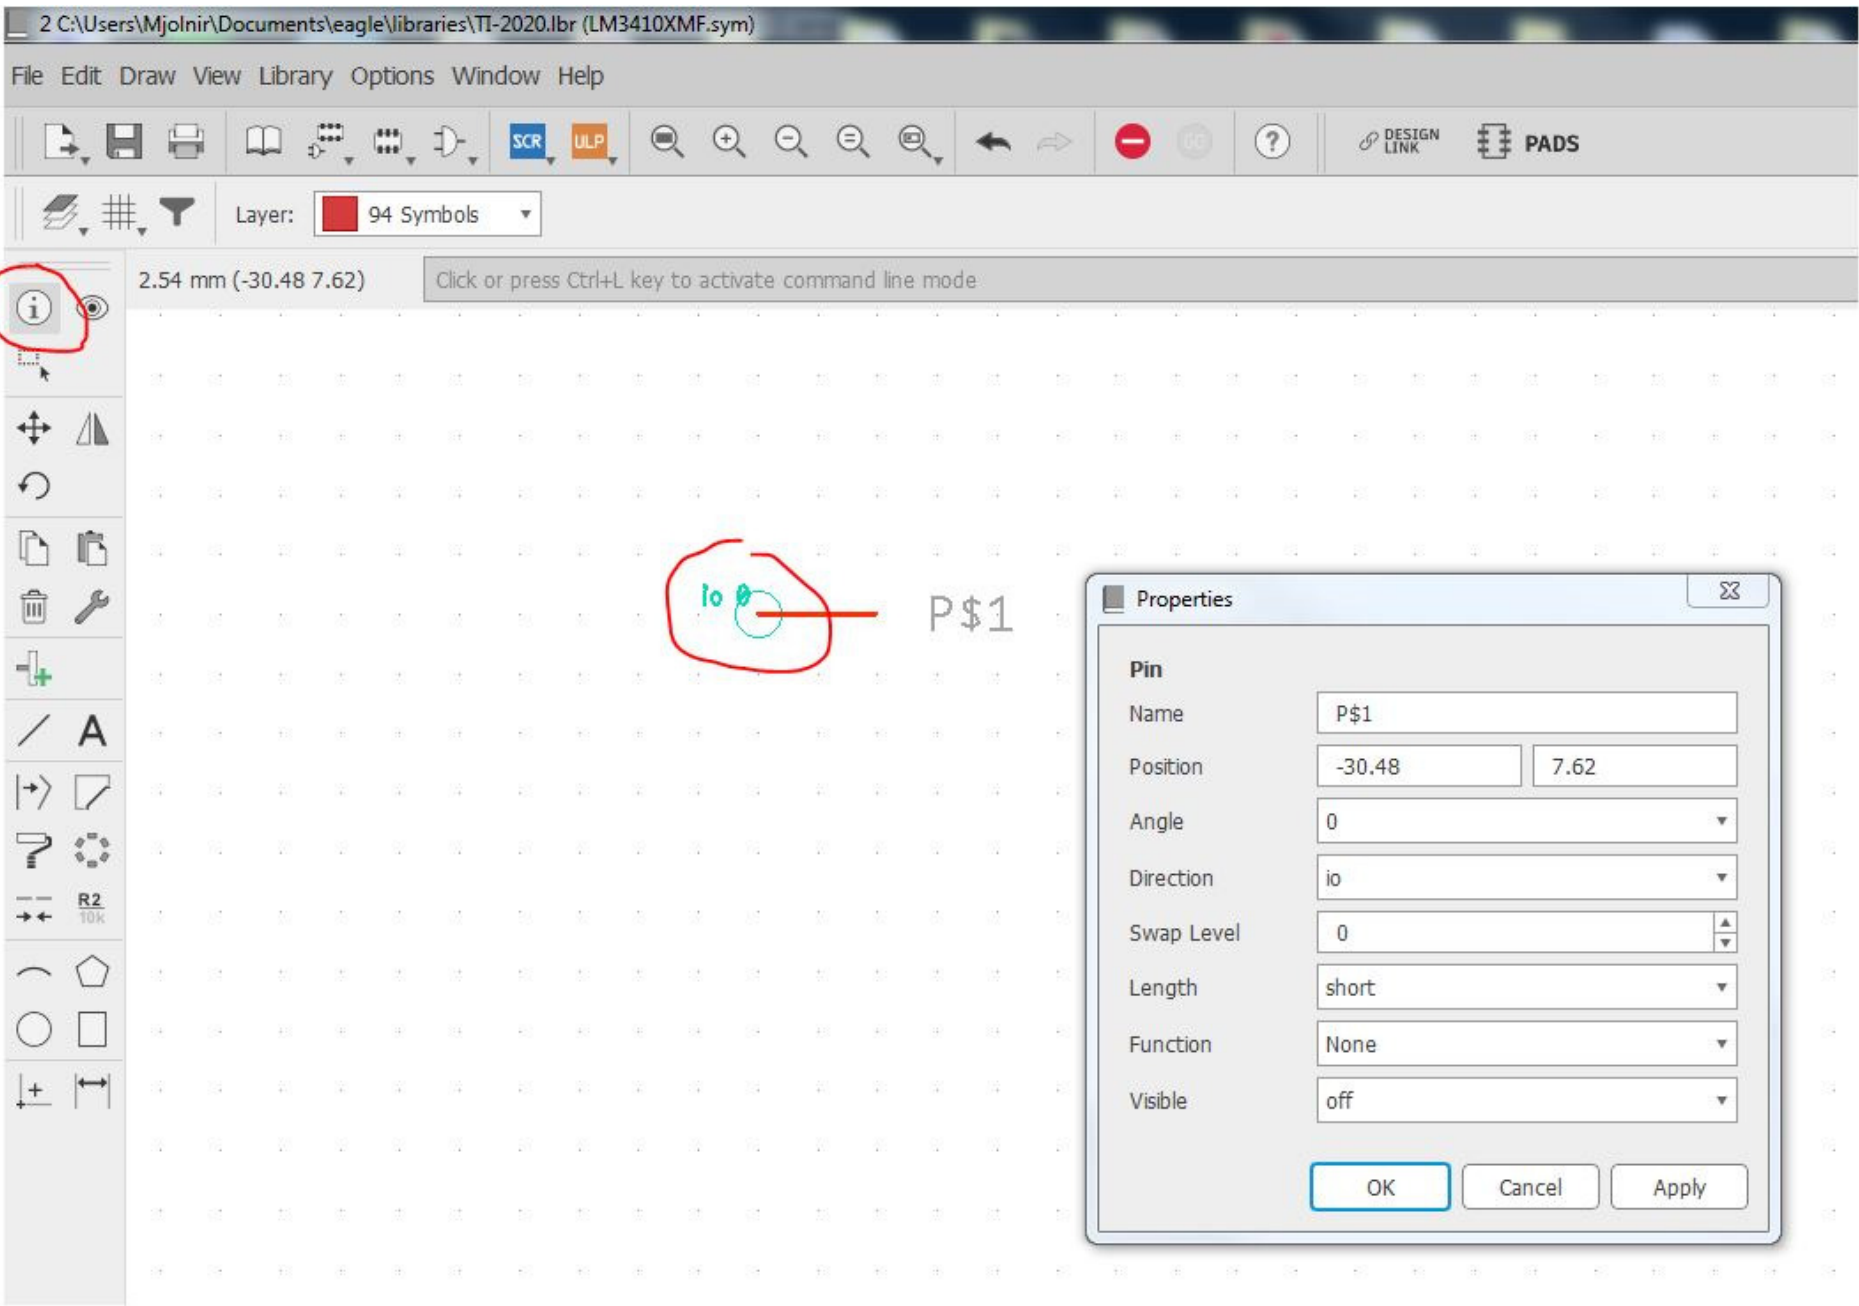 2 C:\Users\Mjolnir\Documents\eagle\libraries\TI-2020.lbr (LM3410XMF.sym)
File Edit Draw View Library Options Window Help
SCR ULP ? DESIGN LINK PADS
Layer: 94 Symbols
2.54 mm (-30.48 7.62) Click or press Ctrl+L key to activate command line mode
i
io 0
P$1
A
R2
10k
Properties
Pin
Name P$1
Position -30.48 7.62
Angle 0
Direction io
Swap Level 0
Length short
Function None
Visible off
OK Cancel Apply